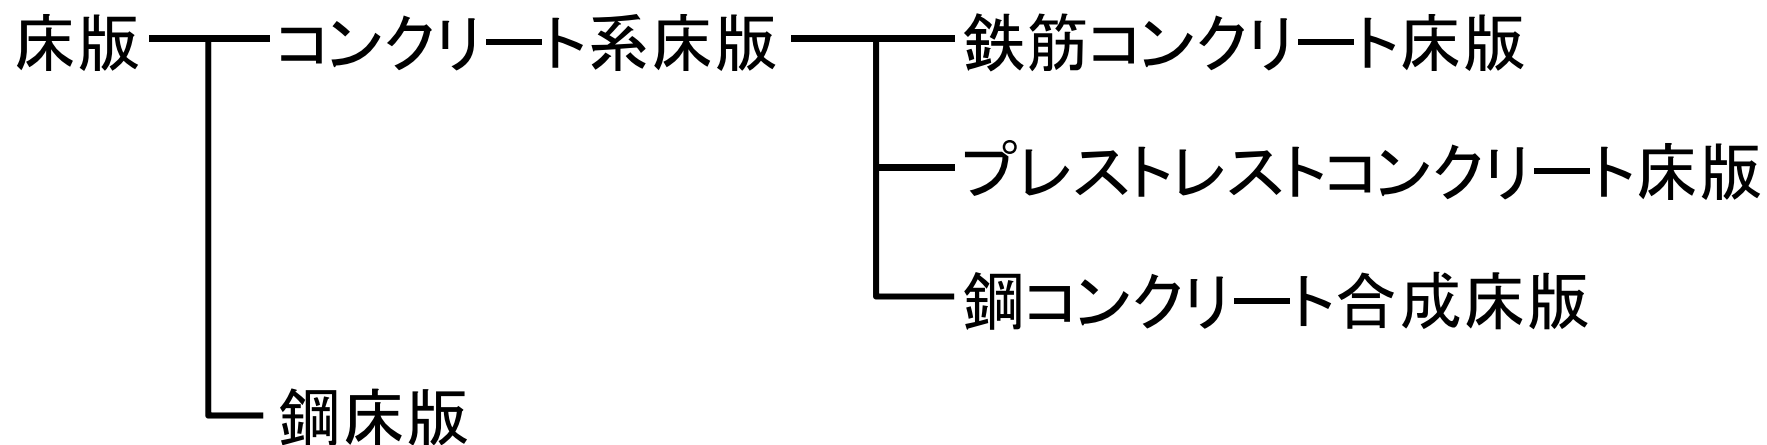 床版 コンクリート系床版 鉄筋コンクリート床版
プレストレストコンクリート床版
鋼コンクリート合成床版
鋼床版